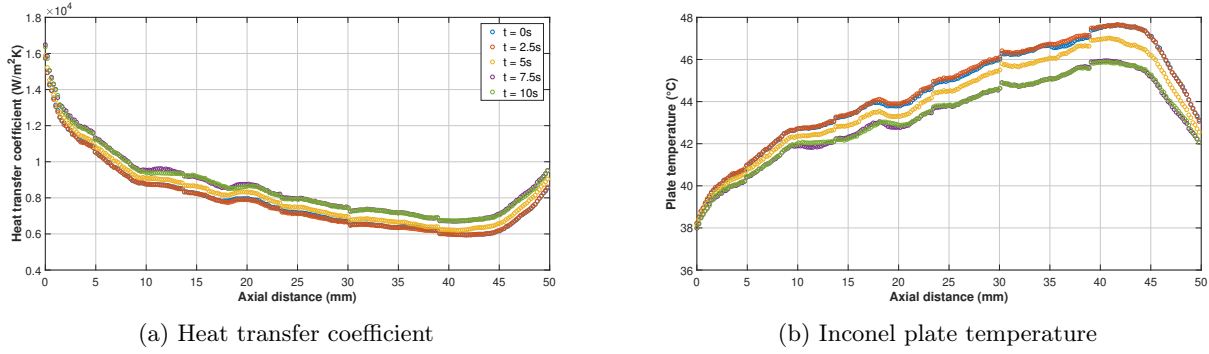 1.8 ×10⁴
1.6
1.4
1.2
1
0.8
0.6
0.4
0 5 10 15 20 25 30 35 40 45 50
Heat transfer coefficient (W/m²K)
Axial distance (mm)
t = 0s
t = 2.5s
t = 5s
t = 7.5s
t = 10s
(a) Heat transfer coefficient
48
46
44
42
40
38
36
0 5 10 15 20 25 30 35 40 45 50
Plate temperature (°C)
Axial distance (mm)
(b) Inconel plate temperature